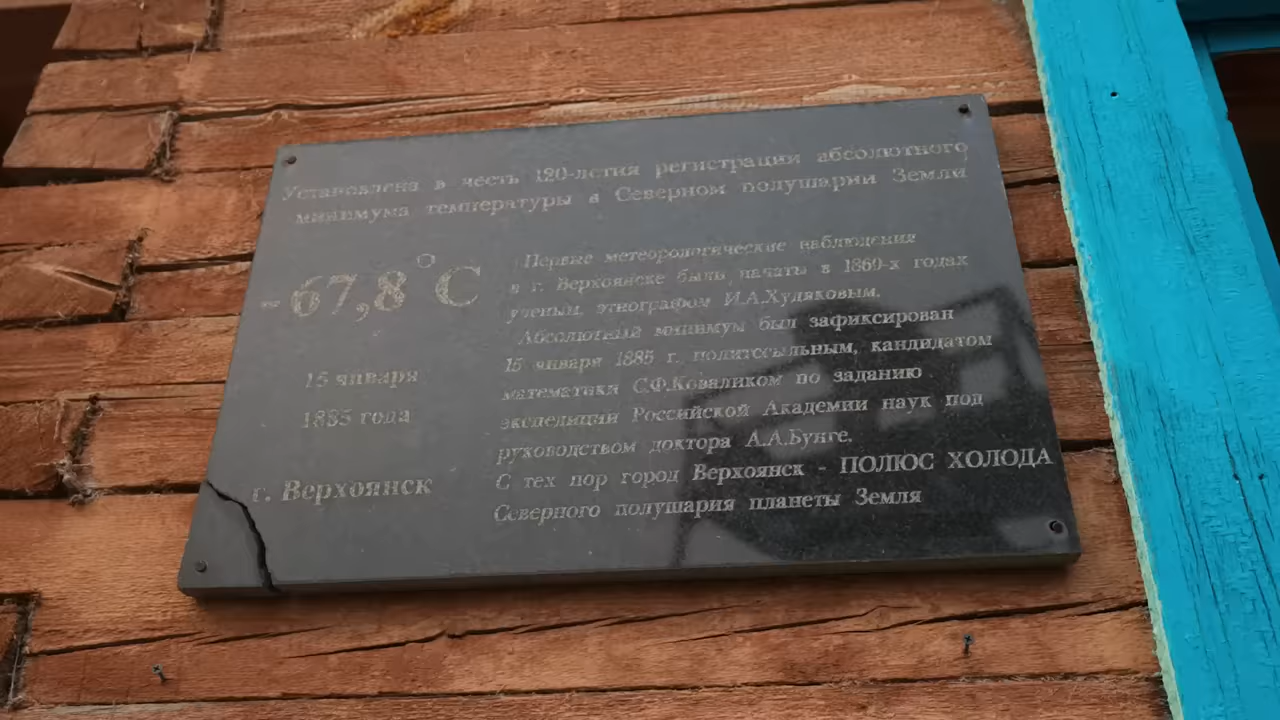 Установлена в честь 120-летия регистрации абсолютного
минимума температуры в Северном полушарии Земли
-67,8°C
15 января
1885 года
г. Верхоянск
Первые метеорологические наблюдения
в г. Верхоянске были начаты в 1860-х годах
ученым, этнографом И.А.Худяковым.
Абсолютный минимум был зафиксирован
15 января 1885 г. политссыльным, кандидатом
математики С.Ф.Коваликом по заданию
экспедиции Российской Академии наук под
руководством доктора А.А.Бунге.
С тех пор город Верхоянск - ПОЛЮС ХОЛОДА
Северного полушария планеты Земля